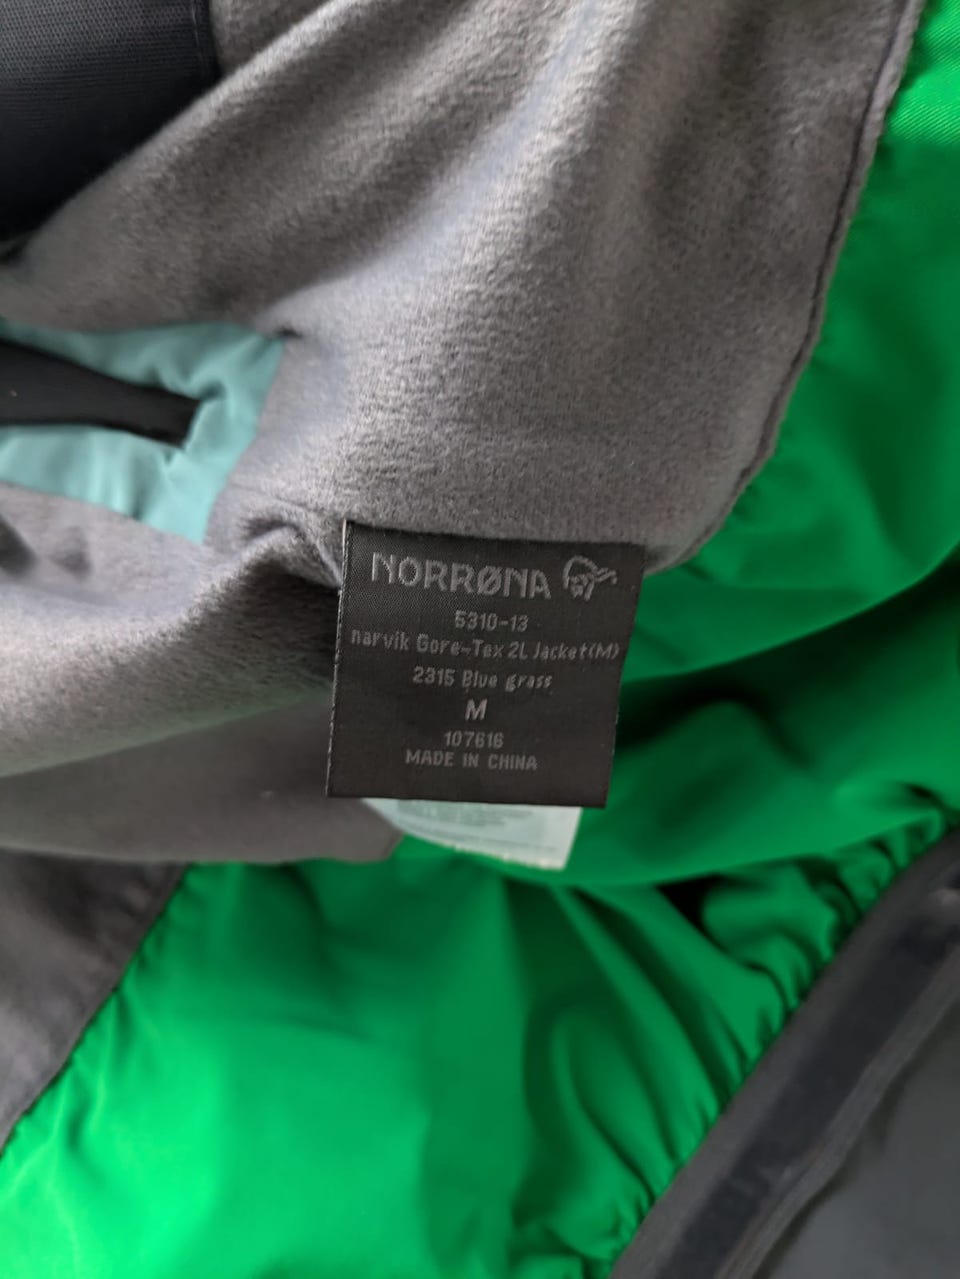 NORRØNA
5310-13
narvik Gore-Tex 2L Jacket(M)
2315 Blue grass
M
107616
MADE IN CHINA